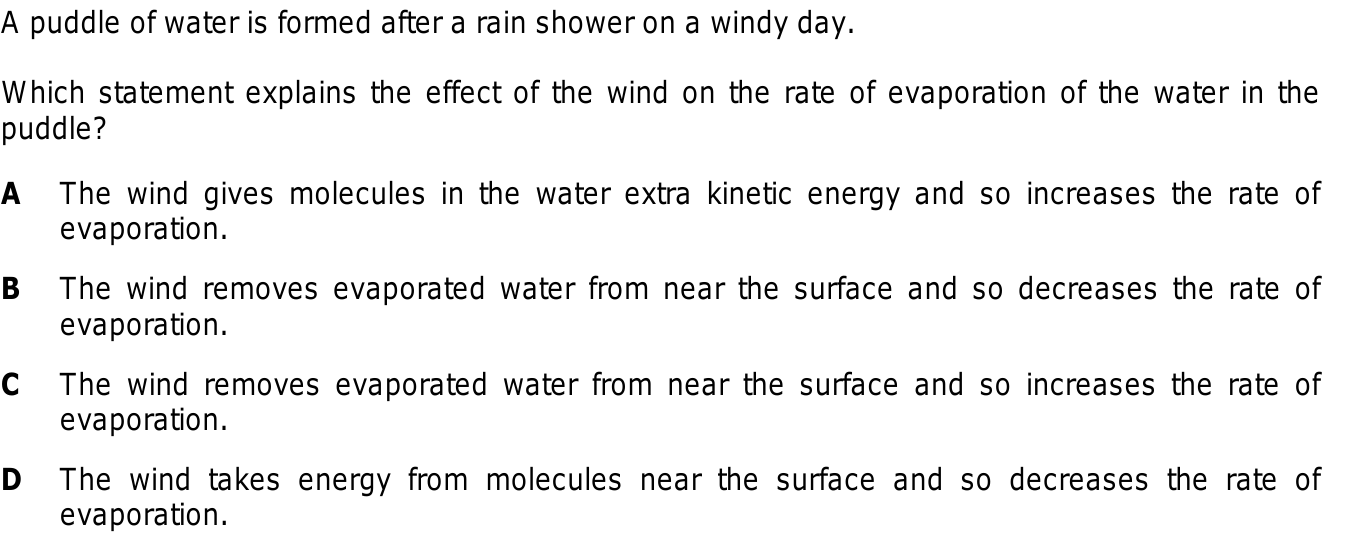 A puddle of water is formed after a rain shower on a windy day.
Which statement explains the effect of the wind on the rate of evaporation of the water in the
puddle?
A The wind gives molecules in the water extra kinetic energy and so increases the rate of
evaporation.
B The wind removes evaporated water from near the surface and so decreases the rate of
evaporation.
C The wind removes evaporated water from near the surface and so increases the rate of
evaporation.
D The wind takes energy from molecules near the surface and so decreases the rate of
evaporation.